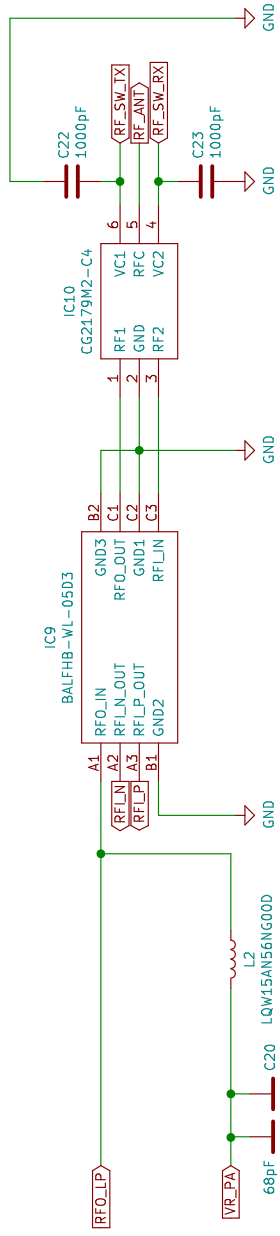 GND
C22
1000pF
RF_SW_TX
RF_ANT
RF_SW_RX
C23
1000pF
GND
6
5
4
IC10
CG2179M2-C4
VC1
RFC
VC2
RF1
GND
RF2
1
2
3
GND
B2
C1
C2
C3
IC9
BALFHB-WL-05D3
GND3
RFO_OUT
GND1
RFI_IN
RFO_IN
RFI_N_OUT
RFI_P_OUT
GND2
A1
A2
A3
B1
RFI_N
RFI_P
GND
L2
LQW15AN56NG00D
C20
68pF
RFO_LP
VR_PA